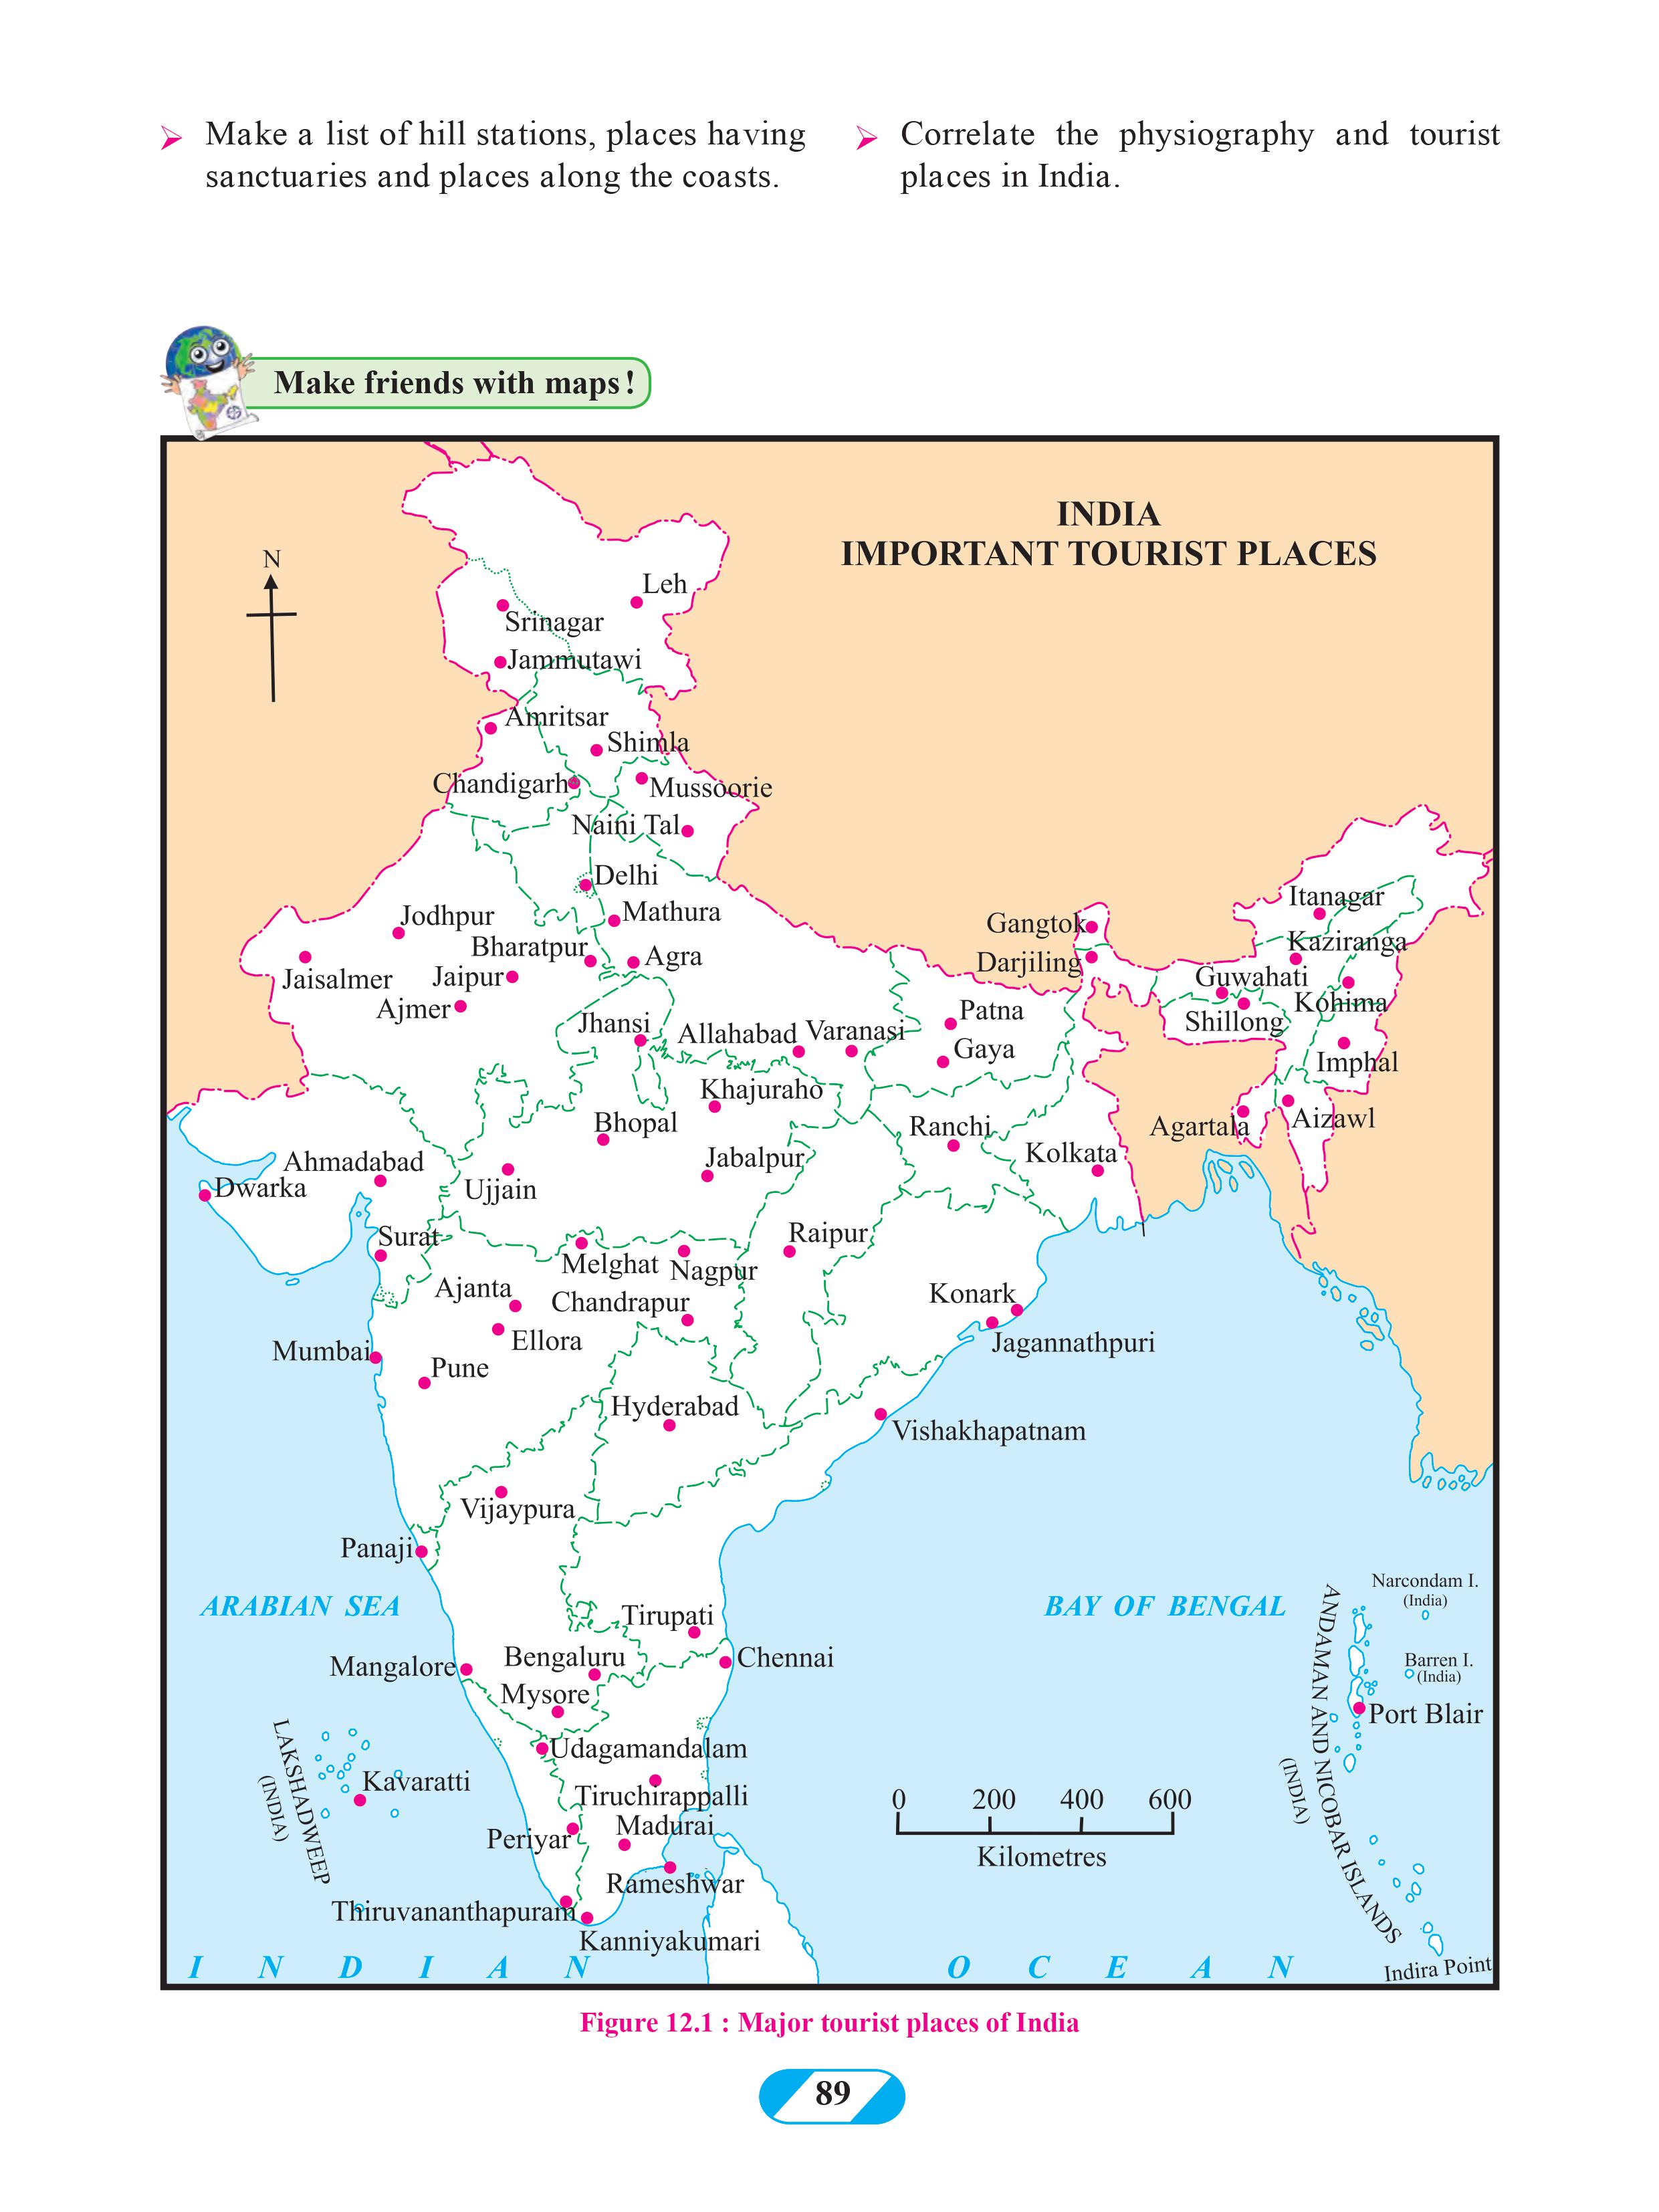 Make a list of hill stations, places having
sanctuaries and places along the coasts.
Correlate the physiography and tourist
places in India.
Make friends with maps!
INDIA
IMPORTANT TOURIST PLACES
N
Leh
Srinagar
Jammutawi
Amritsar
Shimla
Chandigarh
Mussoorie
Naini Tal
Delhi
Mathura
Jodhpur
Bharatpur
Agra
Jaisalmer
Jaipur
Ajmer
Itanagar
Gangtok
Kaziranga
Darjiling
Guwahati
Kohima
Shillong
Patna
Jhansi
Allahabad
Varanasi
Gaya
Imphal
Khajuraho
Bhopal
Ranchi
Agartala
Aizawl
Kolkata
Ahmadabad
Jabalpur
Dwarka
Ujjain
Surat
Raipur
Melghat
Nagpur
Ajanta
Chandrapur
Konark
Ellora
Jagannathpuri
Mumbai
Pune
Hyderabad
Vishakhapatnam
Vijaypura
Panaji
ARABIAN SEA
BAY OF BENGAL
Narcondam I.
(India)
Tirupati
Bengaluru
Chennai
Mangalore
Barren I.
(India)
Mysore
Port Blair
ANDAMAN AND NICOBAR ISLANDS
(INDIA)
Udagamandalam
LAKSHADWEEP
(INDIA)
Kavaratti
Tiruchirappalli
Madurai
Periyar
0 200 400 600
Kilometres
Rameshwar
Thiruvananthapuram
Kanniyakumari
INDIAN OCEAN
Indira Point
Figure 12.1 : Major tourist places of India
89